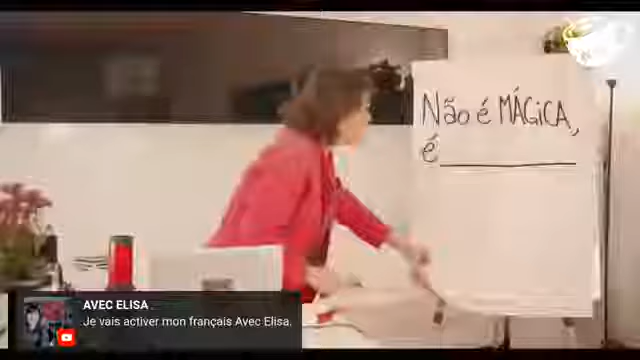 Não é MÁGiCA,
é
AVEC ELISA
Je vais activer mon français Avec Elisa.